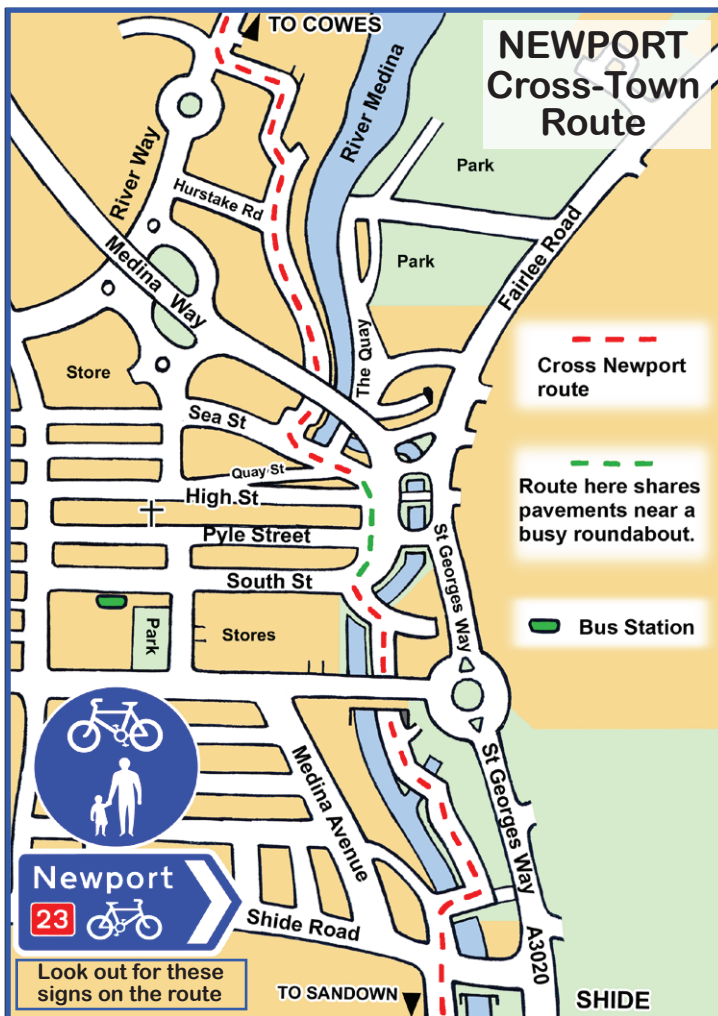 TO COWES
NEWPORT
Cross-Town
Route
River Medina
River Way
Park
Hurstake Rd
Park
Fairlee Road
Medina Way
The Quay
Store
Cross Newport
route
Sea St
Quay St
High St
Pyle Street
South St
Route here shares
pavements near a
busy roundabout.
St Georges Way
Bus Station
Park
Stores
Medina Avenue
St Georges Way
Newport
23
Shide Road
A3020
Look out for these
signs on the route
TO SANDOWN
SHIDE